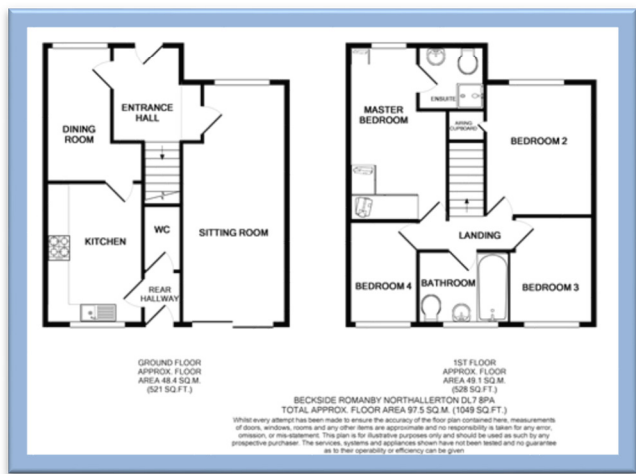 ENTRANCE
HALL
DINING
ROOM
KITCHEN
WC
SITTING ROOM
REAR
HALLWAY
MASTER
BEDROOM
ENSUITE
AIRING
CUPBOARD
BEDROOM 2
LANDING
BEDROOM 4
BATHROOM
BEDROOM 3
GROUND FLOOR
APPROX. FLOOR
AREA 48.4 SQ.M.
(521 SQ.FT.)
1ST FLOOR
APPROX. FLOOR
AREA 49.1 SQ.M.
(528 SQ.FT.)
BECKSIDE ROMANBY NORTHALLERTON DL7 8PA
TOTAL APPROX. FLOOR AREA 97.5 SQ.M. (1049 SQ.FT.)
Whilst every attempt has been made to ensure the accuracy of the floor plan contained here, measurements
of doors, windows, rooms and any other items are approximate and no responsibility is taken for any error,
omission, or mis-statement. This plan is for illustrative purposes only and should be used as such by any
prospective purchaser. The services, systems and appliances shown have not been tested and no guarantee
as to their operability or efficiency can be given